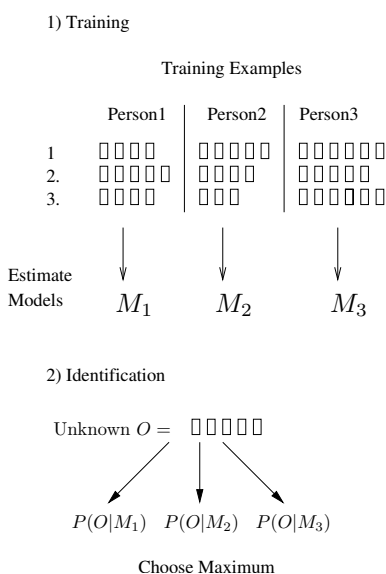 1) Training
Training Examples
Person1 Person2 Person3
1
2.
3.
Estimate
Models
M₁ M₂ M₃
2) Identification
Unknown O =
P(O|M₁) P(O|M₂) P(O|M₃)
Choose Maximum